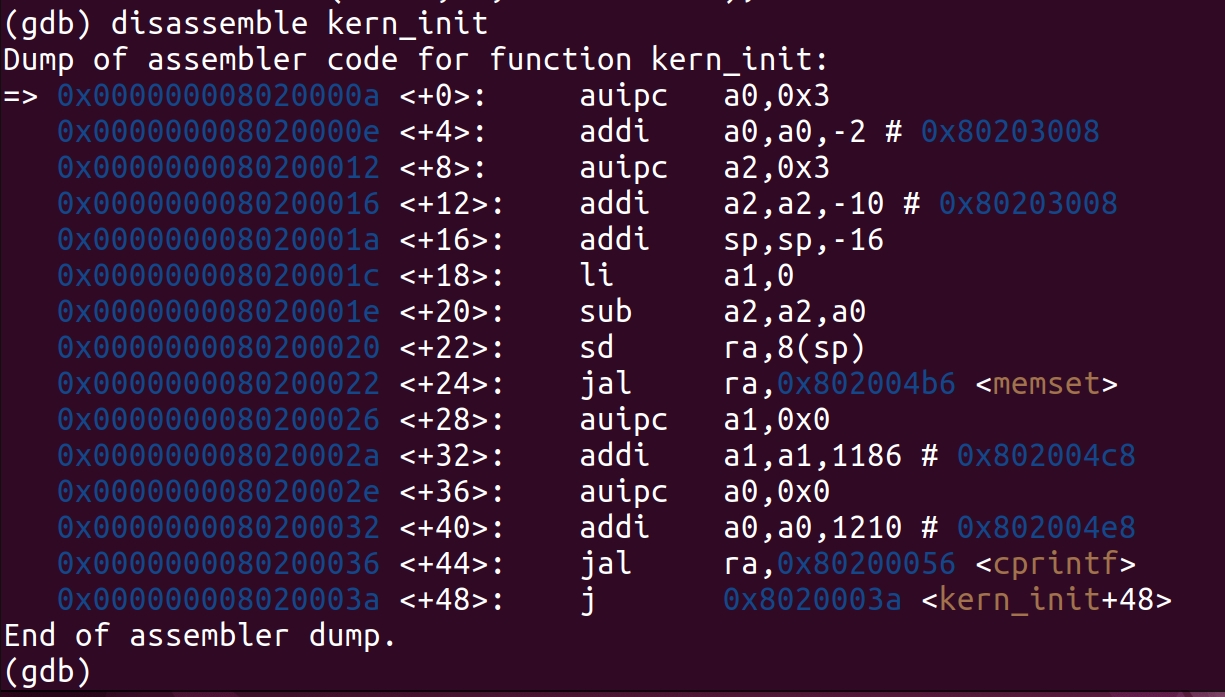 (gdb) disassemble kern_init
Dump of assembler code for function kern_init:
=> 0x000000008020000a <+0>:     auipc   a0,0x3
   0x000000008020000e <+4>:     addi    a0,a0,-2 # 0x80203008
   0x0000000080200012 <+8>:     auipc   a2,0x3
   0x0000000080200016 <+12>:    addi    a2,a2,-10 # 0x80203008
   0x000000008020001a <+16>:    addi    sp,sp,-16
   0x000000008020001c <+18>:    li      a1,0
   0x000000008020001e <+20>:    sub     a2,a2,a0
   0x0000000080200020 <+22>:    sd      ra,8(sp)
   0x0000000080200022 <+24>:    jal     ra,0x802004b6 <memset>
   0x0000000080200026 <+28>:    auipc   a1,0x0
   0x000000008020002a <+32>:    addi    a1,a1,1186 # 0x802004c8
   0x000000008020002e <+36>:    auipc   a0,0x0
   0x0000000080200032 <+40>:    addi    a0,a0,1210 # 0x802004e8
   0x0000000080200036 <+44>:    jal     ra,0x80200056 <cprintf>
   0x000000008020003a <+48>:    j       0x8020003a <kern_init+48>
End of assembler dump.
(gdb)